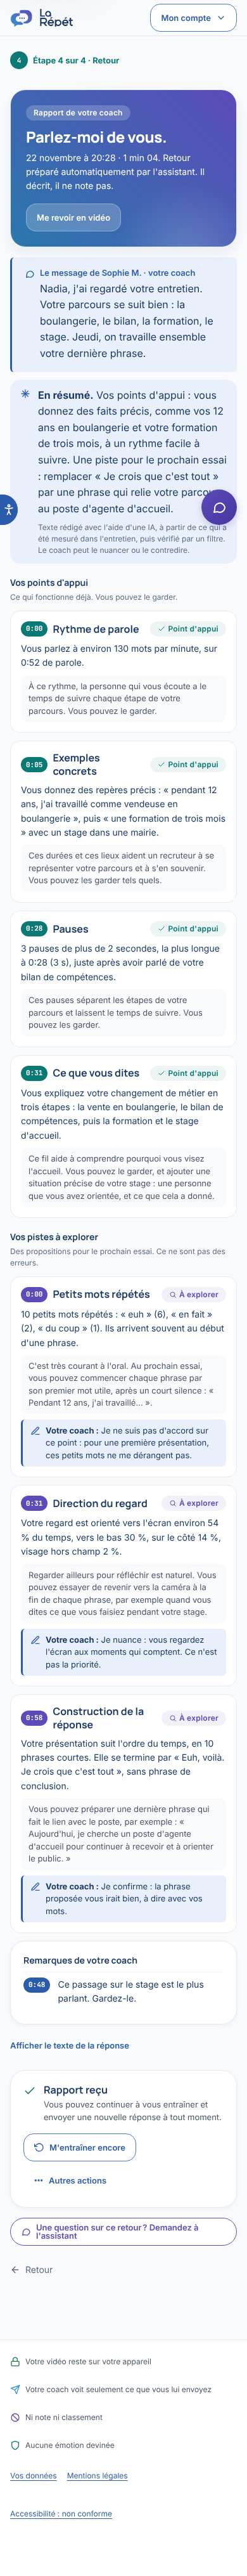 La
Répét
Mon compte
4
Étape 4 sur 4 · Retour
Rapport de votre coach
Parlez-moi de vous.
22 novembre à 20:28 · 1 min 04. Retour
préparé automatiquement par l'assistant. Il
décrit, il ne note pas.
Me revoir en vidéo
Le message de Sophie M. · votre coach
Nadia, j'ai regardé votre entretien.
Votre parcours se suit bien : la
boulangerie, le bilan, la formation, le
stage. Jeudi, on travaille ensemble
votre dernière phrase.
En résumé. Vos points d'appui : vous
donnez des faits précis, comme vos 12
ans en boulangerie et votre formation
de trois mois, à un rythme facile à
suivre. Une piste pour le prochain essai
: remplacer « Je crois que c'est tout »
par une phrase qui relie votre parcours
au poste d'agent d'accueil.
Texte rédigé avec l'aide d'une IA, à partir de ce qui a
été mesuré dans l'entretien, puis vérifié par un filtre.
Le coach peut le nuancer ou le contredire.
Vos points d'appui
Ce qui fonctionne déjà. Vous pouvez le garder.
0:00
Rythme de parole
Point d'appui
Vous parlez à environ 130 mots par minute, sur
0:52 de parole.
À ce rythme, la personne qui vous écoute a le
temps de suivre chaque étape de votre
parcours. Vous pouvez le garder.
0:05
Exemples
concrets
Point d'appui
Vous donnez des repères précis : « pendant 12
ans, j'ai travaillé comme vendeuse en
boulangerie », puis « une formation de trois mois
» avec un stage dans une mairie.
Ces durées et ces lieux aident un recruteur à se
représenter votre parcours et à s'en souvenir.
Vous pouvez les garder tels quels.
0:28
Pauses
Point d'appui
3 pauses de plus de 2 secondes, la plus longue
à 0:28 (3 s), juste après avoir parlé de votre
bilan de compétences.
Ces pauses séparent les étapes de votre
parcours et laissent le temps de suivre. Vous
pouvez les garder.
0:31
Ce que vous dites
Point d'appui
Vous expliquez votre changement de métier en
trois étapes : la vente en boulangerie, le bilan de
compétences, puis la formation et le stage
d'accueil.
Ce fil aide à comprendre pourquoi vous visez
l'accueil. Vous pouvez le garder, et ajouter une
situation précise de votre stage : une personne
que vous avez orientée, et ce que cela a donné.
Vos pistes à explorer
Des propositions pour le prochain essai. Ce ne sont pas des
erreurs.
0:00
Petits mots répétés
À explorer
10 petits mots répétés : « euh » (6), « en fait »
(2), « du coup » (1). Ils arrivent souvent au début
d'une phrase.
C'est très courant à l'oral. Au prochain essai,
vous pouvez commencer chaque phrase par
son premier mot utile, après un court silence : «
Pendant 12 ans, j'ai travaillé… ».
Votre coach : Je ne suis pas d'accord sur
ce point : pour une première présentation,
ces petits mots ne me dérangent pas.
0:31
Direction du regard
À explorer
Votre regard est orienté vers l'écran environ 54
% du temps, vers le bas 30 %, sur le côté 14 %,
visage hors champ 2 %.
Regarder ailleurs pour réfléchir est naturel. Vous
pouvez essayer de revenir vers la caméra à la
fin de chaque phrase, par exemple quand vous
dites ce que vous faisiez pendant votre stage.
Votre coach : Je nuance : vous regardez
l'écran aux moments qui comptent. Ce n'est
pas la priorité.
0:58
Construction de la
réponse
À explorer
Votre présentation suit l'ordre du temps, en 10
phrases courtes. Elle se termine par « Euh, voilà.
Je crois que c'est tout », sans phrase de
conclusion.
Vous pouvez préparer une dernière phrase qui
fait le lien avec le poste, par exemple : «
Aujourd'hui, je cherche un poste d'agent
d'accueil pour continuer à recevoir et à orienter
le public. »
Votre coach : Je confirme : la phrase
proposée vous irait bien, à dire avec vos
mots.
Remarques de votre coach
0:48
Ce passage sur le stage est le plus
parlant. Gardez-le.
Afficher le texte de la réponse
Rapport reçu
Vous pouvez continuer à vous entraîner et
envoyer une nouvelle réponse à tout moment.
M'entraîner encore
Autres actions
Une question sur ce retour ? Demandez à
l'assistant
Retour
Votre vidéo reste sur votre appareil
Votre coach voit seulement ce que vous lui envoyez
Ni note ni classement
Aucune émotion devinée
Vos données
Mentions légales
Accessibilité : non conforme